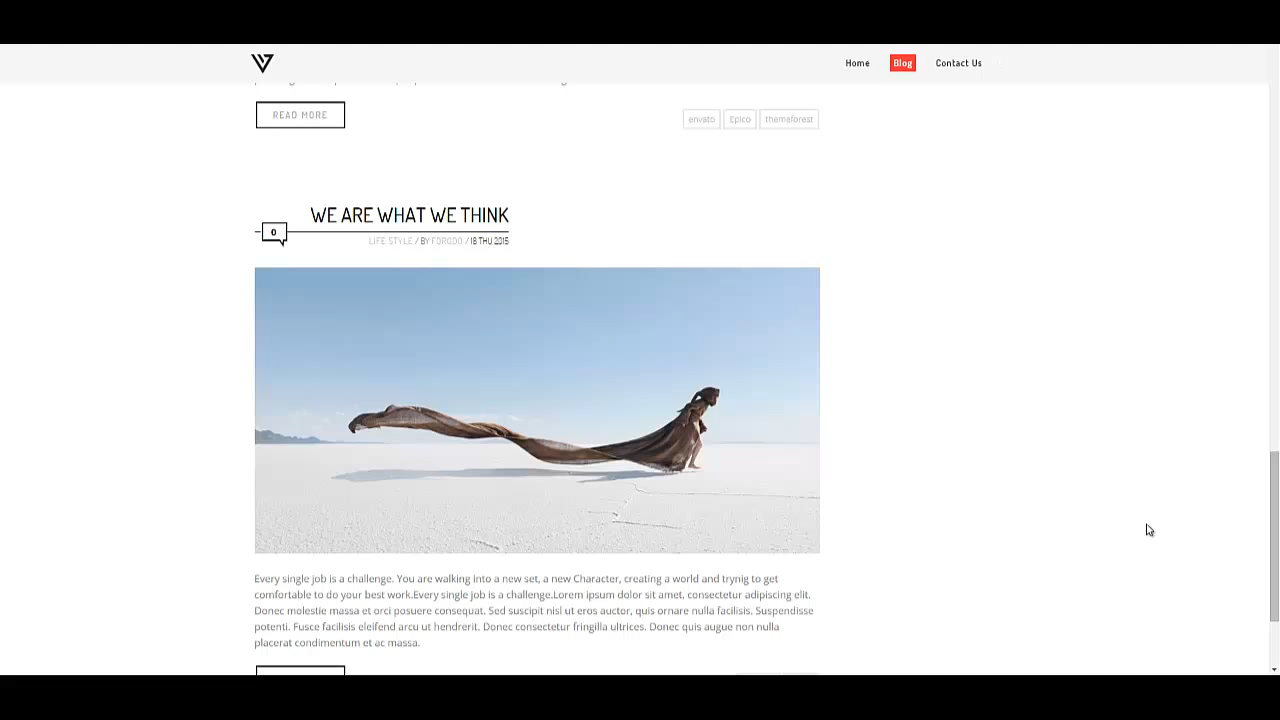 Home
Blog
Contact Us
READ MORE
envato
Epico
themeforest
WE ARE WHAT WE THINK
0
LIFE STYLE / BY FORODO / 18 THU 2015
Every single job is a challenge. You are walking into a new set, a new Character, creating a world and trynig to get
comfortable to do your best work.Every single job is a challenge.Lorem ipsum dolor sit amet, consectetur adipiscing elit.
Donec molestie massa et orci posuere consequat. Sed suscipit nisl ut eros auctor, quis ornare nulla facilisis. Suspendisse
potenti. Fusce facilisis eleifend arcu ut hendrerit. Donec consectetur fringilla ultrices. Donec quis augue non nulla
placerat condimentum et ac massa.